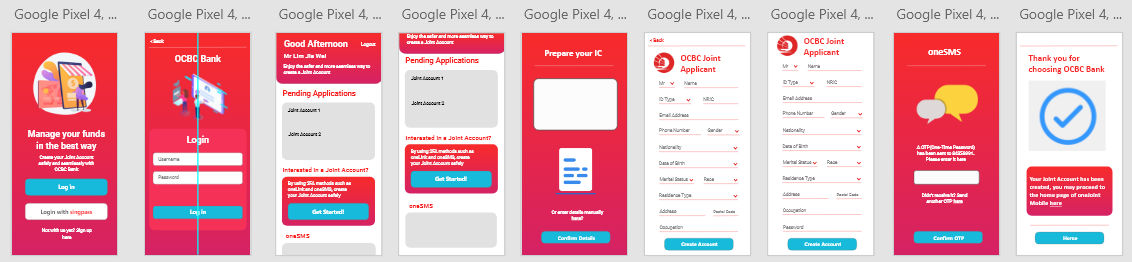 Google Pixel 4, ...
Manage your funds
in the best way
Create your Joint Account
safely and seamlessly with
OCBC Bank
Log In
Login with singpass
Not with us yet? Sign up
here
Google Pixel 4, ...
< Back
OCBC Bank
Login
Username
Password
Log In
Google Pixel 4, ...
Good Afternoon
Logout
Mr Lim Jia Wei
Enjoy the safer and more seamless way to
create a Joint Account
Pending Applications
Joint Account 1
Joint Account 2
Interested in a Joint Account?
By using SFA methods such as
oneLink and oneSMS, create
your Joint Account safely
Get Started!
oneSMS
Google Pixel 4, ...
Enjoy the safer and more seamless way to
create a Joint Account
Pending Applications
Joint Account 1
Joint Account 2
Interested in a Joint Account?
By using SFA methods such as
oneLink and oneSMS, create
your Joint Account safely
Get Started!
oneSMS
Google Pixel 4, ...
Prepare your IC
Or enter details manually
here?
Confirm Details
Google Pixel 4, ...
< Back
OCBC Joint
Applicant
Mr Name
ID Type NRIC
Email Address
Phone Number Gender
Nationality
Date of Birth
Marital Status Race
Residence Type
Address Postal Code
Occupation
Create Account
Google Pixel 4, ...
OCBC Joint
Applicant
Mr Name
ID Type NRIC
Email Address
Phone Number Gender
Nationality
Date of Birth
Marital Status Race
Residence Type
Address Postal Code
Occupation
Password
Create Account
Google Pixel 4, ...
oneSMS
A OTP(One-Time Password)
has been sent to
Please enter it here
Didn't receive it? Send
another OTP here
Confirm OTP
Google Pixel 4, ...
Thank you for
choosing OCBC Bank
Your Joint Account has been
created, you may proceed to
the home page of oneJoint
Mobile here
Home